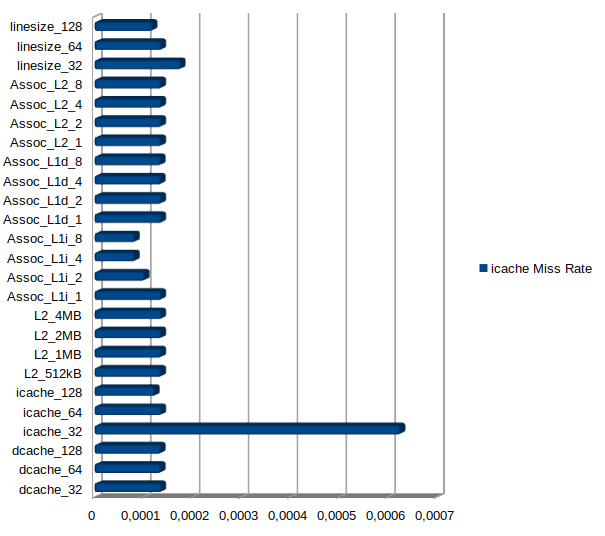 linesize_128
linesize_64
linesize_32
Assoc_L2_8
Assoc_L2_4
Assoc_L2_2
Assoc_L2_1
Assoc_L1d_8
Assoc_L1d_4
Assoc_L1d_2
Assoc_L1d_1
Assoc_L1i_8
Assoc_L1i_4
Assoc_L1i_2
Assoc_L1i_1
L2_4MB
L2_2MB
L2_1MB
L2_512kB
icache_128
icache_64
icache_32
dcache_128
dcache_64
dcache_32
0 0,0001 0,0002 0,0003 0,0004 0,0005 0,0006 0,0007
icache Miss Rate